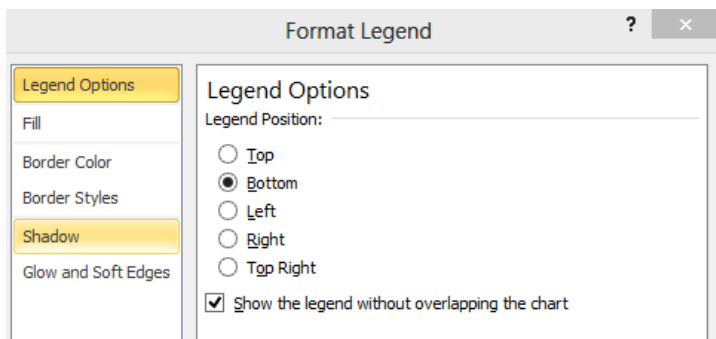 Format Legend
?
Legend Options
Fill
Border Color
Border Styles
Shadow
Glow and Soft Edges
Legend Options
Legend Position:
Top
Bottom
Left
Right
Top Right
Show the legend without overlapping the chart